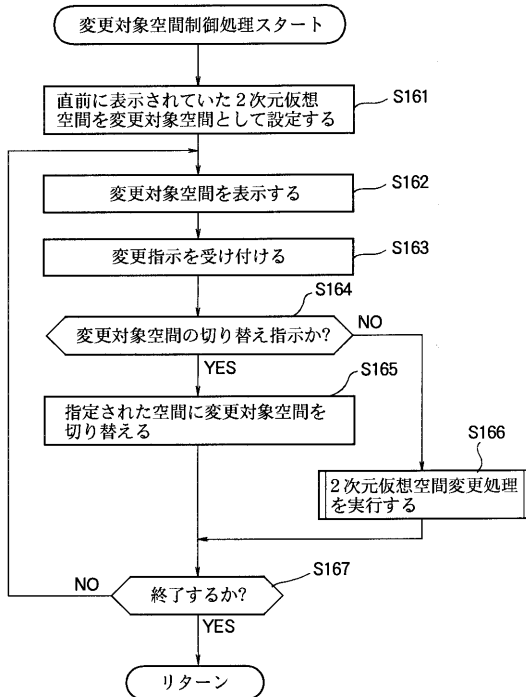 変更対象空間制御処理スタート
直前に表示されていた2次元仮想
空間を変更対象空間として設定する
S161
変更対象空間を表示する
S162
変更指示を受け付ける
S163
S164
変更対象空間の切り替え指示か?
NO
YES
S165
指定された空間に変更対象空間を
切り替える
S166
2次元仮想空間変更処理
を実行する
S167
終了するか?
NO
YES
リターン